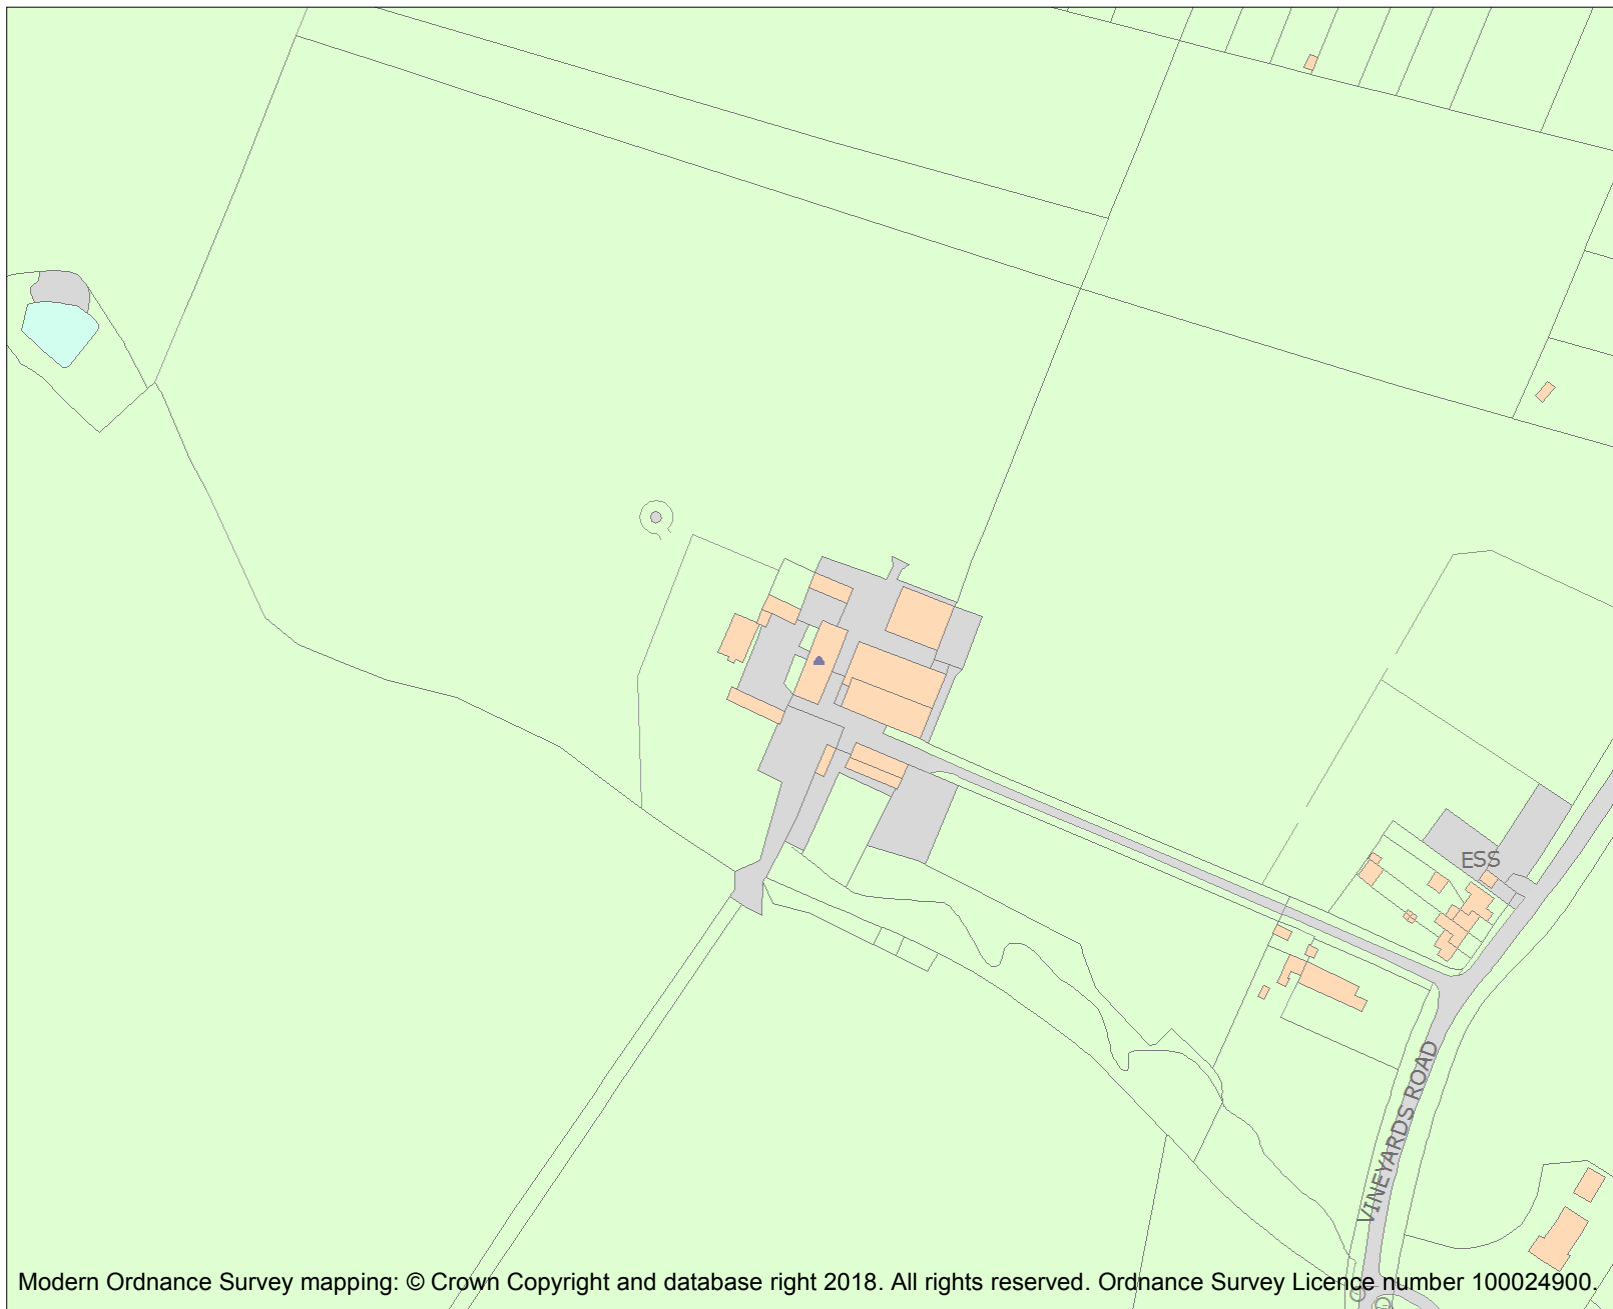 ESS
VINEYARDS ROAD
Modern Ordnance Survey mapping: © Crown Copyright and database right 2018. All rights reserved. Ordnance Survey Licence number 100024900.